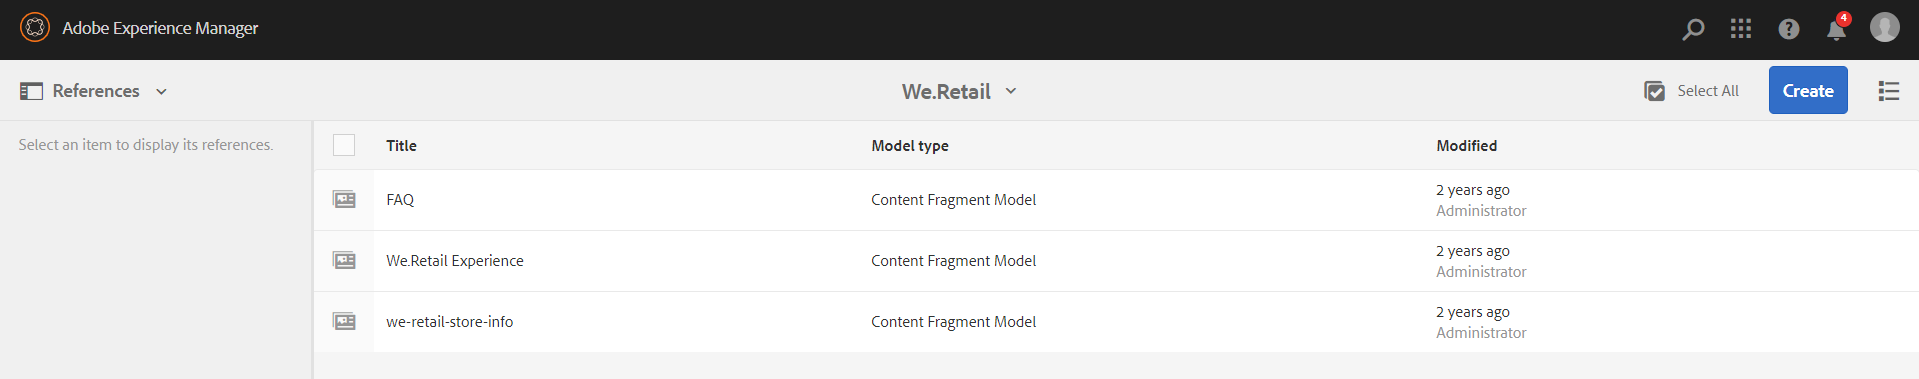 Adobe Experience Manager
4
References
We.Retail
Select All
Create
Select an item to display its references.
Title Model type Modified
FAQ Content Fragment Model 2 years ago
Administrator
We.Retail Experience Content Fragment Model 2 years ago
Administrator
we-retail-store-info Content Fragment Model 2 years ago
Administrator